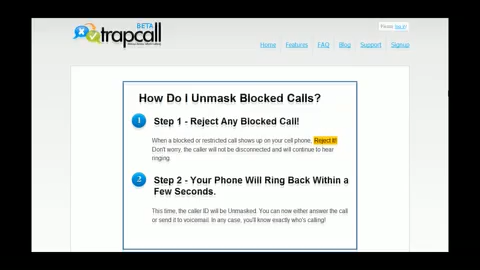 BETA
trapcall
Home Features FAQ Blog Support Signup
How Do I Unmask Blocked Calls?
1 Step 1 - Reject Any Blocked Call!
When a blocked or restricted call shows up on your cell phone, Reject it!
Don't worry, the caller will not be disconnected and will continue to hear
ringing.
2 Step 2 - Your Phone Will Ring Back Within a
Few Seconds.
This time, the caller ID will be Unmasked. You can now either answer the call
or send it to voicemail. In any case, you'll know exactly who's calling!